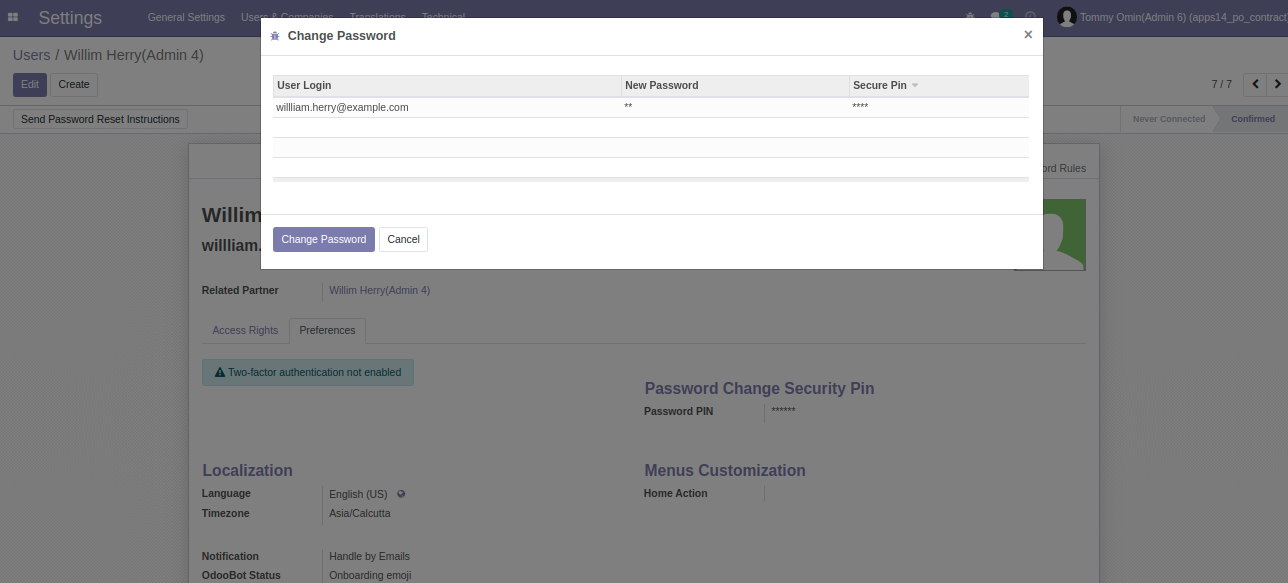 Settings General Settings Users & Companies Translations Technical 2 Tommy Omin(Admin 6) (apps14_po_contract
Change Password ×
Users / Willim Herry(Admin 4)
Edit Create 7 / 7
User Login New Password Secure Pin
willliam.herry@example.com ** ****
Send Password Reset Instructions Never Connected Confirmed
ord Rules
Willim
willliam.
Change Password Cancel
Related Partner Willim Herry(Admin 4)
Access Rights Preferences
Two-factor authentication not enabled
Password Change Security Pin
Password PIN ******
Localization Menus Customization
Language English (US) Home Action
Timezone Asia/Calcutta
Notification Handle by Emails
OdooBot Status Onboarding emoji